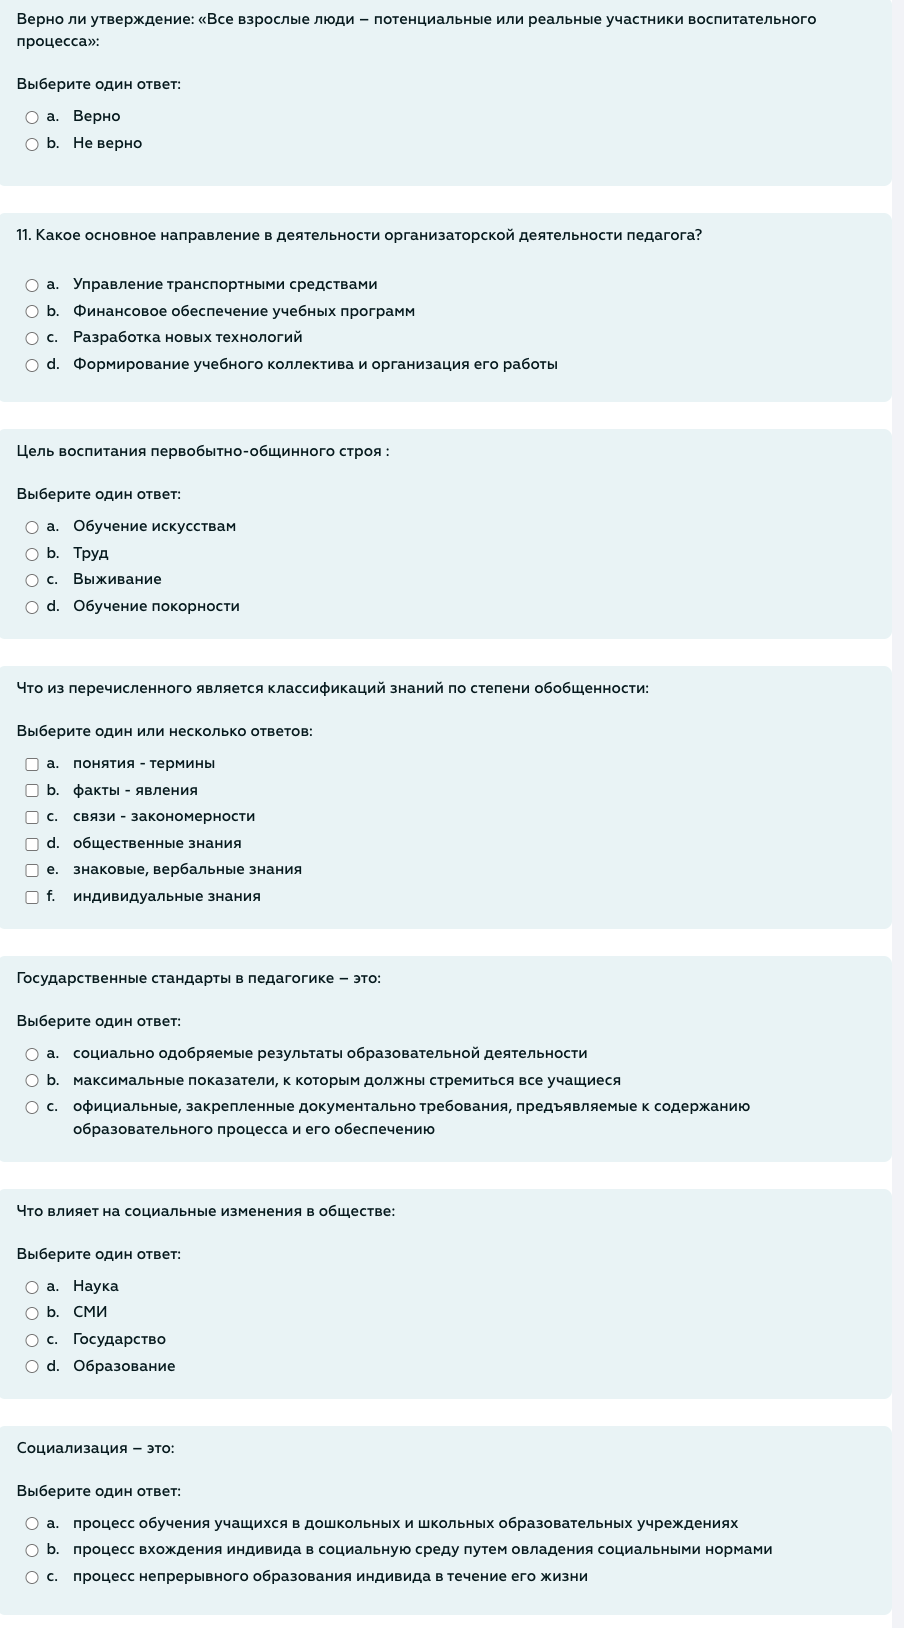 Верно ли утверждение: «Все взрослые люди – потенциальные или реальные участники воспитательного
процесса»:
Выберите один ответ:
a. Верно
b. Не верно
11. Какое основное направление в деятельности организаторской деятельности педагога?
a. Управление транспортными средствами
b. Финансовое обеспечение учебных программ
c. Разработка новых технологий
d. Формирование учебного коллектива и организация его работы
Цель воспитания первобытно-общинного строя :
Выберите один ответ:
a. Обучение искусствам
b. Труд
c. Выживание
d. Обучение покорности
Что из перечисленного является классификаций знаний по степени обобщенности:
Выберите один или несколько ответов:
a. понятия - термины
b. факты - явления
c. связи - закономерности
d. общественные знания
e. знаковые, вербальные знания
f. индивидуальные знания
Государственные стандарты в педагогике – это:
Выберите один ответ:
a. социально одобряемые результаты образовательной деятельности
b. максимальные показатели, к которым должны стремиться все учащиеся
c. официальные, закрепленные документально требования, предъявляемые к содержанию
образовательного процесса и его обеспечению
Что влияет на социальные изменения в обществе:
Выберите один ответ:
a. Наука
b. СМИ
c. Государство
d. Образование
Социализация – это:
Выберите один ответ:
a. процесс обучения учащихся в дошкольных и школьных образовательных учреждениях
b. процесс вхождения индивида в социальную среду путем овладения социальными нормами
c. процесс непрерывного образования индивида в течение его жизни